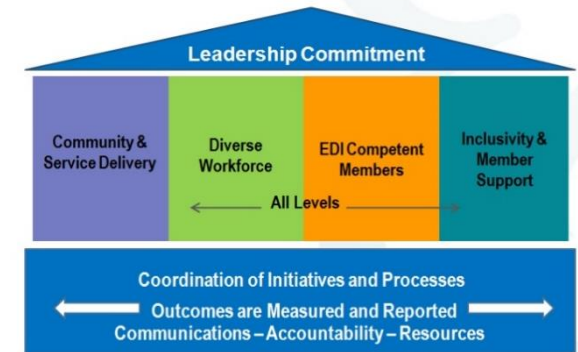 Leadership Commitment
Community &
Service Delivery
Diverse
Workforce
EDI Competent
Members
Inclusivity &
Member
Support
All Levels
Coordination of Initiatives and Processes
Outcomes are Measured and Reported
Communications – Accountability – Resources